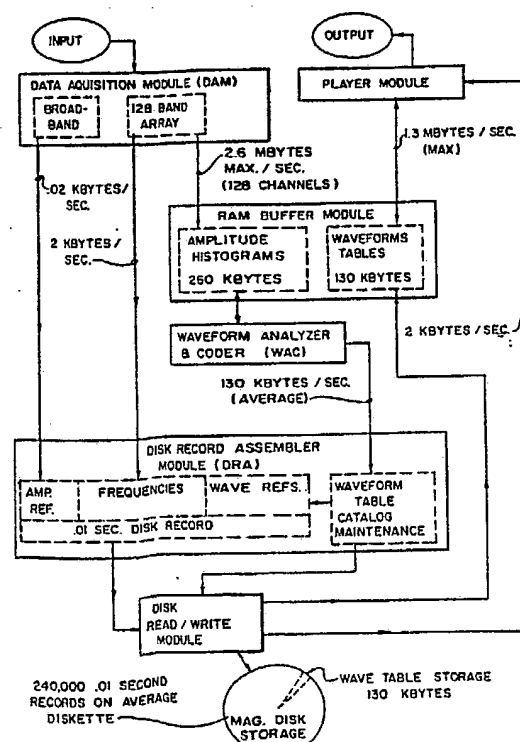 INPUT
OUTPUT
DATA AQUISITION MODULE (DAM)
BROAD-
BAND
128 BAND
ARRAY
PLAYER MODULE
.02 KBYTES/
SEC.
2 KBYTES/
SEC.
2.6 MBYTES
MAX./ SEC.
(128 CHANNELS)
1.3 MBYTES / SEC.
(MAX)
RAM BUFFER MODULE
AMPLITUDE
HISTOGRAMS
260 KBYTES
WAVEFORMS
TABLES
130 KBYTES
WAVEFORM ANALYZER
& CODER (WAC)
2 KBYTES/SEC.
130 KBYTES/SEC.
(AVERAGE)
DISK RECORD ASSEMBLER
MODULE (DRA)
AMP.
REF.
FREQUENCIES
WAVE REFS.
.01 SEC. DISK RECORD
WAVEFORM
TABLE
CATALOG
MAINTENANCE
DISK
READ / WRITE
MODULE
240,000 .01 SECOND
RECORDS ON AVERAGE
DISKETTE
WAVE TABLE STORAGE
130 KBYTES
MAG. DISK
STORAGE